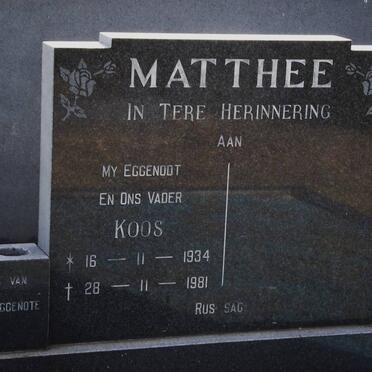 MATTHEE
IN TERE HERINNERING
AAN
MY EGGENOOT
EN ONS VADER
KOOS
* 16 – 11 – 1934
† 28 – 11 – 1981
RUS SAG
VAN
GGENOTE